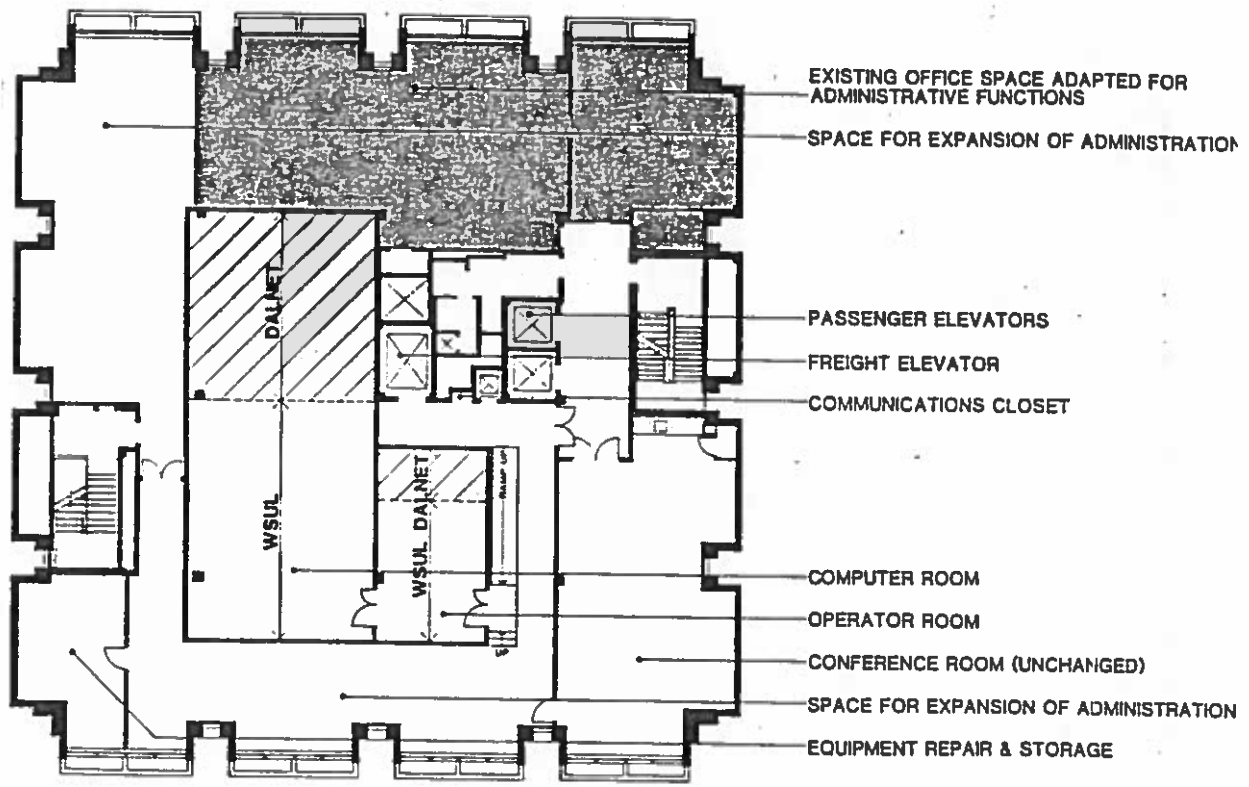 EXISTING OFFICE SPACE ADAPTED FOR
ADMINISTRATIVE FUNCTIONS
SPACE FOR EXPANSION OF ADMINISTRATION
DALNET
PASSENGER ELEVATORS
FREIGHT ELEVATOR
COMMUNICATIONS CLOSET
WSUL
WSUL DALNET
RAMP UP
COMPUTER ROOM
OPERATOR ROOM
UP
CONFERENCE ROOM (UNCHANGED)
SPACE FOR EXPANSION OF ADMINISTRATION
EQUIPMENT REPAIR & STORAGE